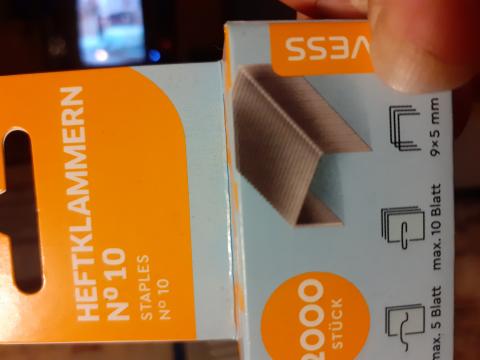 HEFTKLAMMERN
Nº 10
STAPLES
Nº 10
VESS
2000
STÜCK
9×5 mm
max. 10 Blatt
max. 5 Blatt